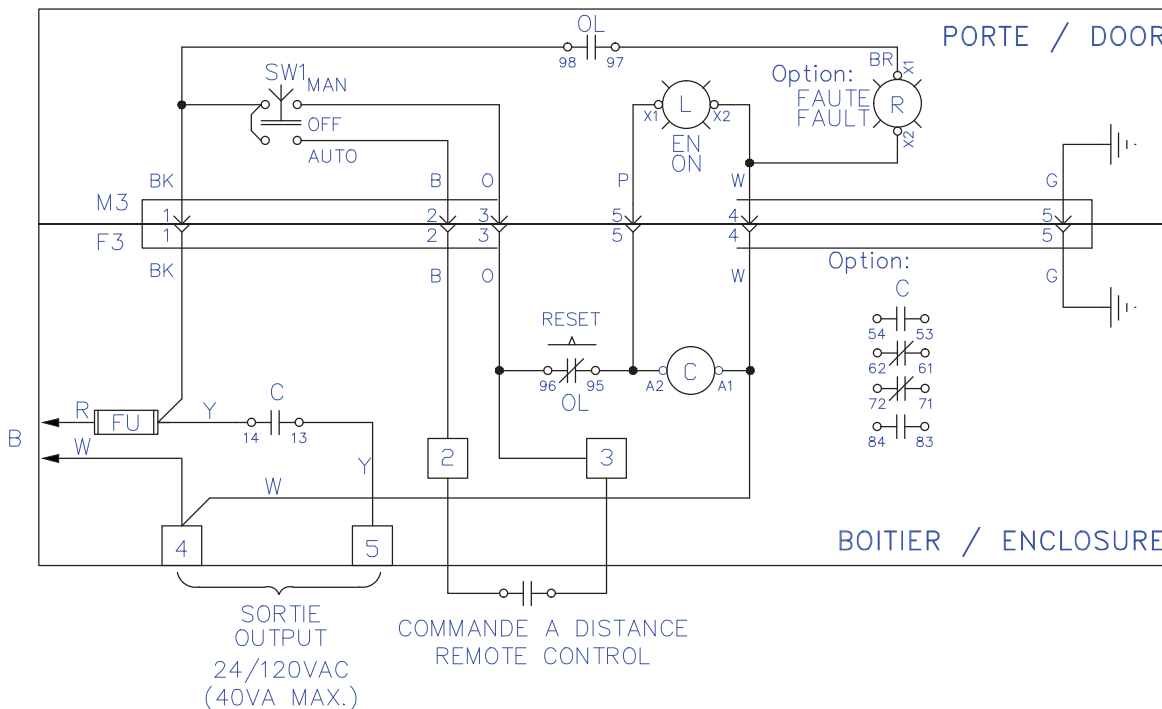 OL
98 97
PORTE / DOOR
SW1
MAN
OFF
AUTO
L
X1 X2
EN
ON
Option:
FAUTE
FAULT
BR
X1
R
X2
BK B O P W G
M3
1 2 3 5 4 5
F3
1 2 3 5 4 5
BK B O W G
Option:
C
54 53
62 61
72 71
84 83
RESET
96 95
OL
A2 C A1
B
R
FU
Y
C
14 13
W
Y
W
2
3
4
5
BOITIER / ENCLOSURE
SORTIE
OUTPUT
24/120VAC
(40VA MAX.)
COMMANDE A DISTANCE
REMOTE CONTROL